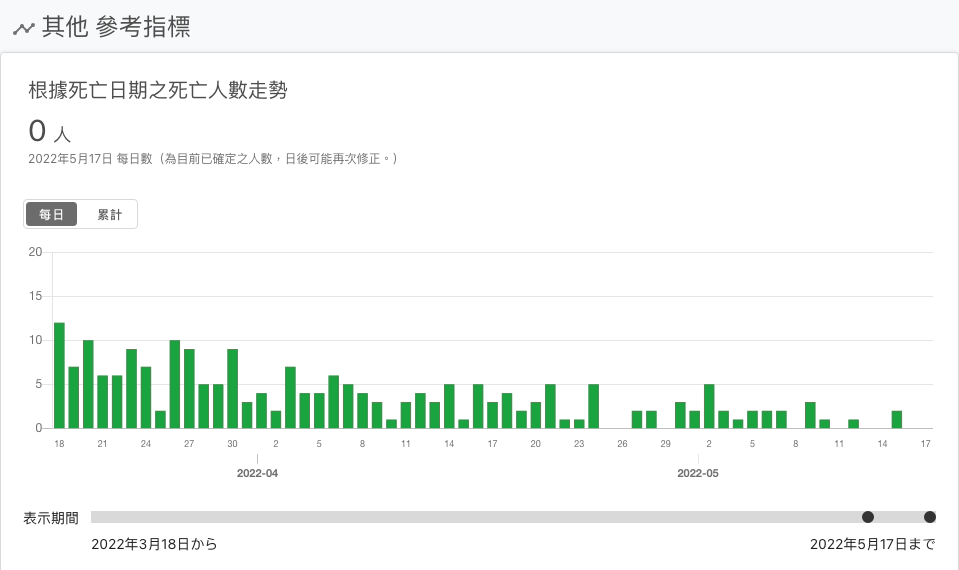 其他 參考指標
根據死亡日期之死亡人數走勢
0 人
2022年5月17日 每日數（為目前已確定之人數，日後可能再次修正。）
每日 累計
20
15
10
5
0
18 21 24 27 30 2 5 8 11 14 17 20 23 26 29 2 5 8 11 14 17
2022-04 2022-05
表示期間
2022年3月18日から 2022年5月17日まで